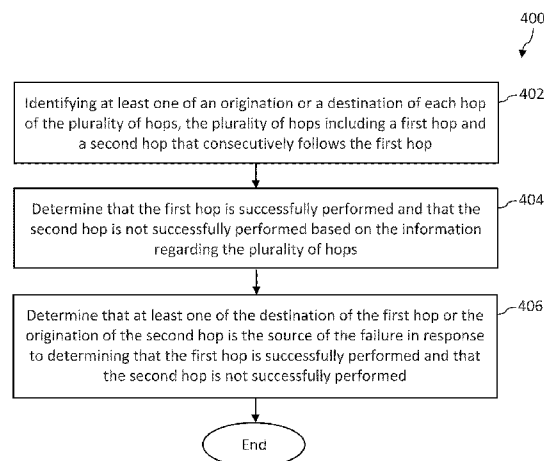 400
402
Identifying at least one of an origination or a destination of each hop
of the plurality of hops, the plurality of hops including a first hop and
a second hop that consecutively follows the first hop
404
Determine that the first hop is successfully performed and that the
second hop is not successfully performed based on the information
regarding the plurality of hops
406
Determine that at least one of the destination of the first hop or the
origination of the second hop is the source of the failure in response
to determining that the first hop is successfully performed and that
the second hop is not successfully performed
End